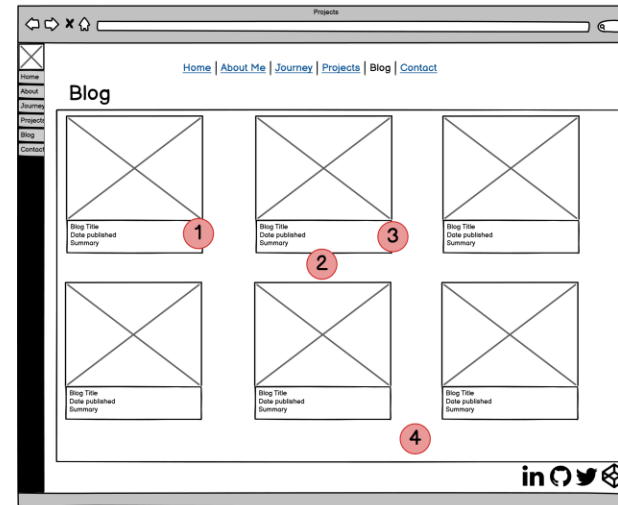 Projects
Home
About
Journey
Projects
Blog
Contact
Home | About Me | Journey | Projects | Blog | Contact
Blog
Blog Title
Date published
Summary
1
Blog Title
Date published
Summary
2
3
Blog Title
Date published
Summary
Blog Title
Date published
Summary
Blog Title
Date published
Summary
Blog Title
Date published
Summary
4
in